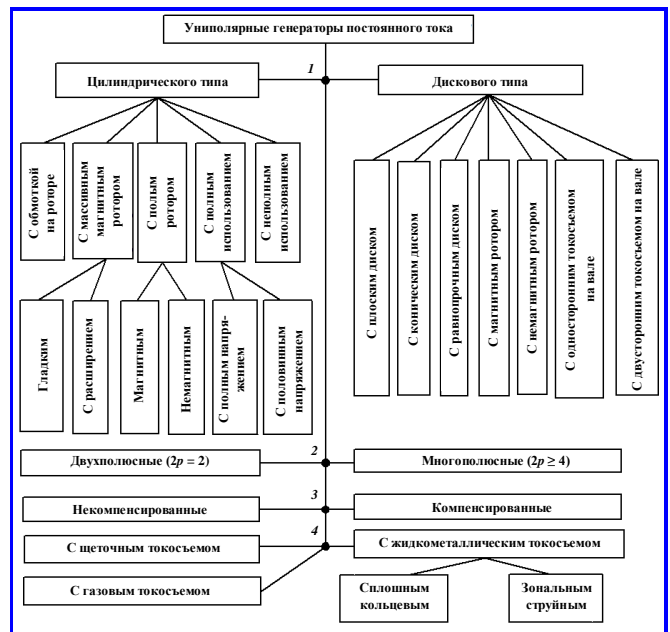 Униполярные генераторы постоянного тока
1
Цилиндрического типа
Дискового типа
С обмоткой
на роторе
С массивным
магнитным
ротором
С полым
ротором
С полным
использованием
С неполным
использованием
Гладким
С расширением
Магнитным
Немагнитным
С полным напря-
жением
С половинным
напряжением
С плоским диском
С коническим диском
С равнопрочным диском
С магнитным ротором
С немагнитным ротором
С односторонним токосъемом
на вале
С двусторонним токосъемом на вале
2
Двухполюсные (2p = 2)
Многополюсные (2p ≥ 4)
3
Некомпенсированные
Компенсированные
4
С щеточным токосъемом
С жидкометаллическим токосъемом
С газовым токосъемом
Сплошным
кольцевым
Зональным
струйным